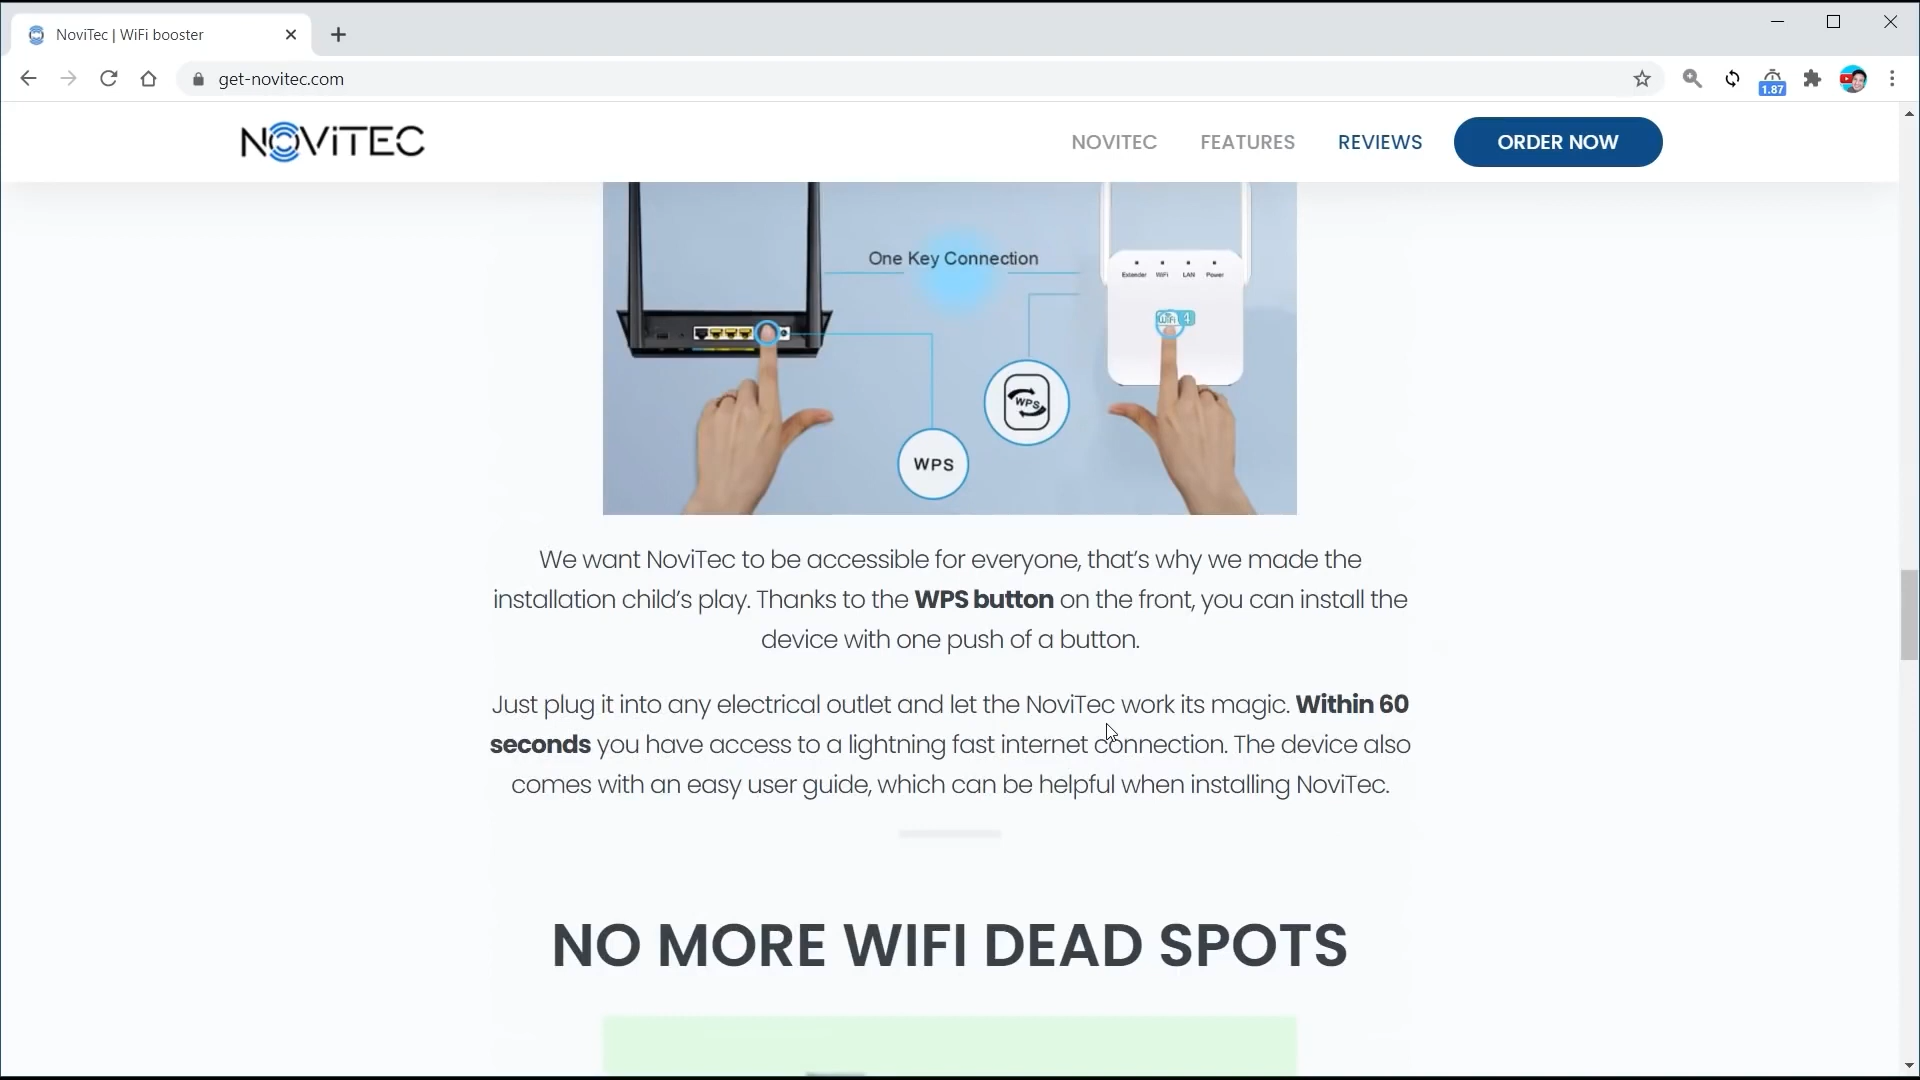 NoviTec | WiFi booster
get-novitec.com
1.87
NOViTEC
NOVITEC
FEATURES
REVIEWS
ORDER NOW
One Key Connection
Extender WiFi LAN Power
WiFi 4
WPS
WPS
We want NoviTec to be accessible for everyone, that's why we made the
installation child's play. Thanks to the WPS button on the front, you can install the
device with one push of a button.
Just plug it into any electrical outlet and let the NoviTec work its magic. Within 60
seconds you have access to a lightning fast internet connection. The device also
comes with an easy user guide, which can be helpful when installing NoviTec.
NO MORE WIFI DEAD SPOTS